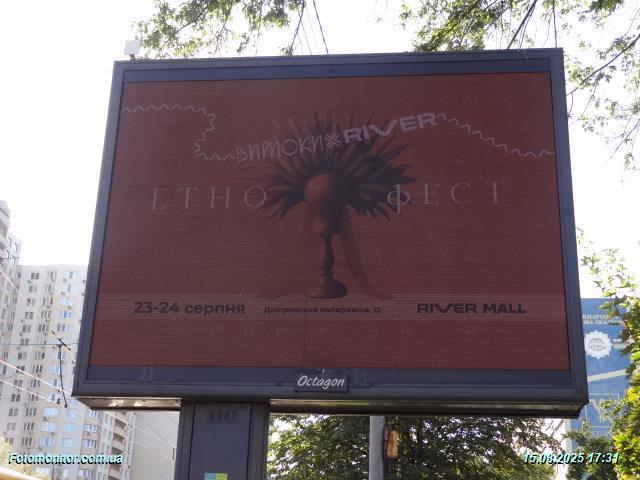 ВИТОКИ×RIVER
ЕТНО ФЕСТ
23-24 серпня
Дніпровська набережна, 12
RIVER MALL
Octagon
Fotomonitor.com.ua
15.08.2025 17:31